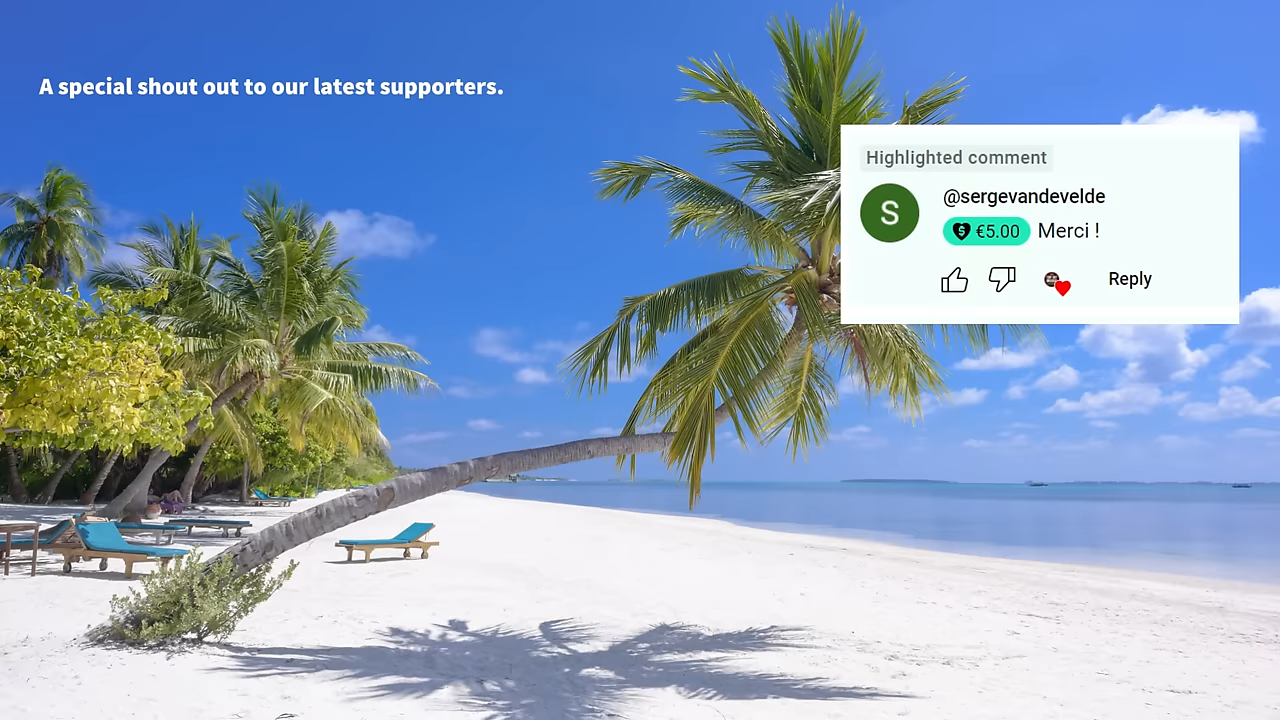 A special shout out to our latest supporters.
Highlighted comment
@sergevandevelde
S
€5.00 Merci !
Reply